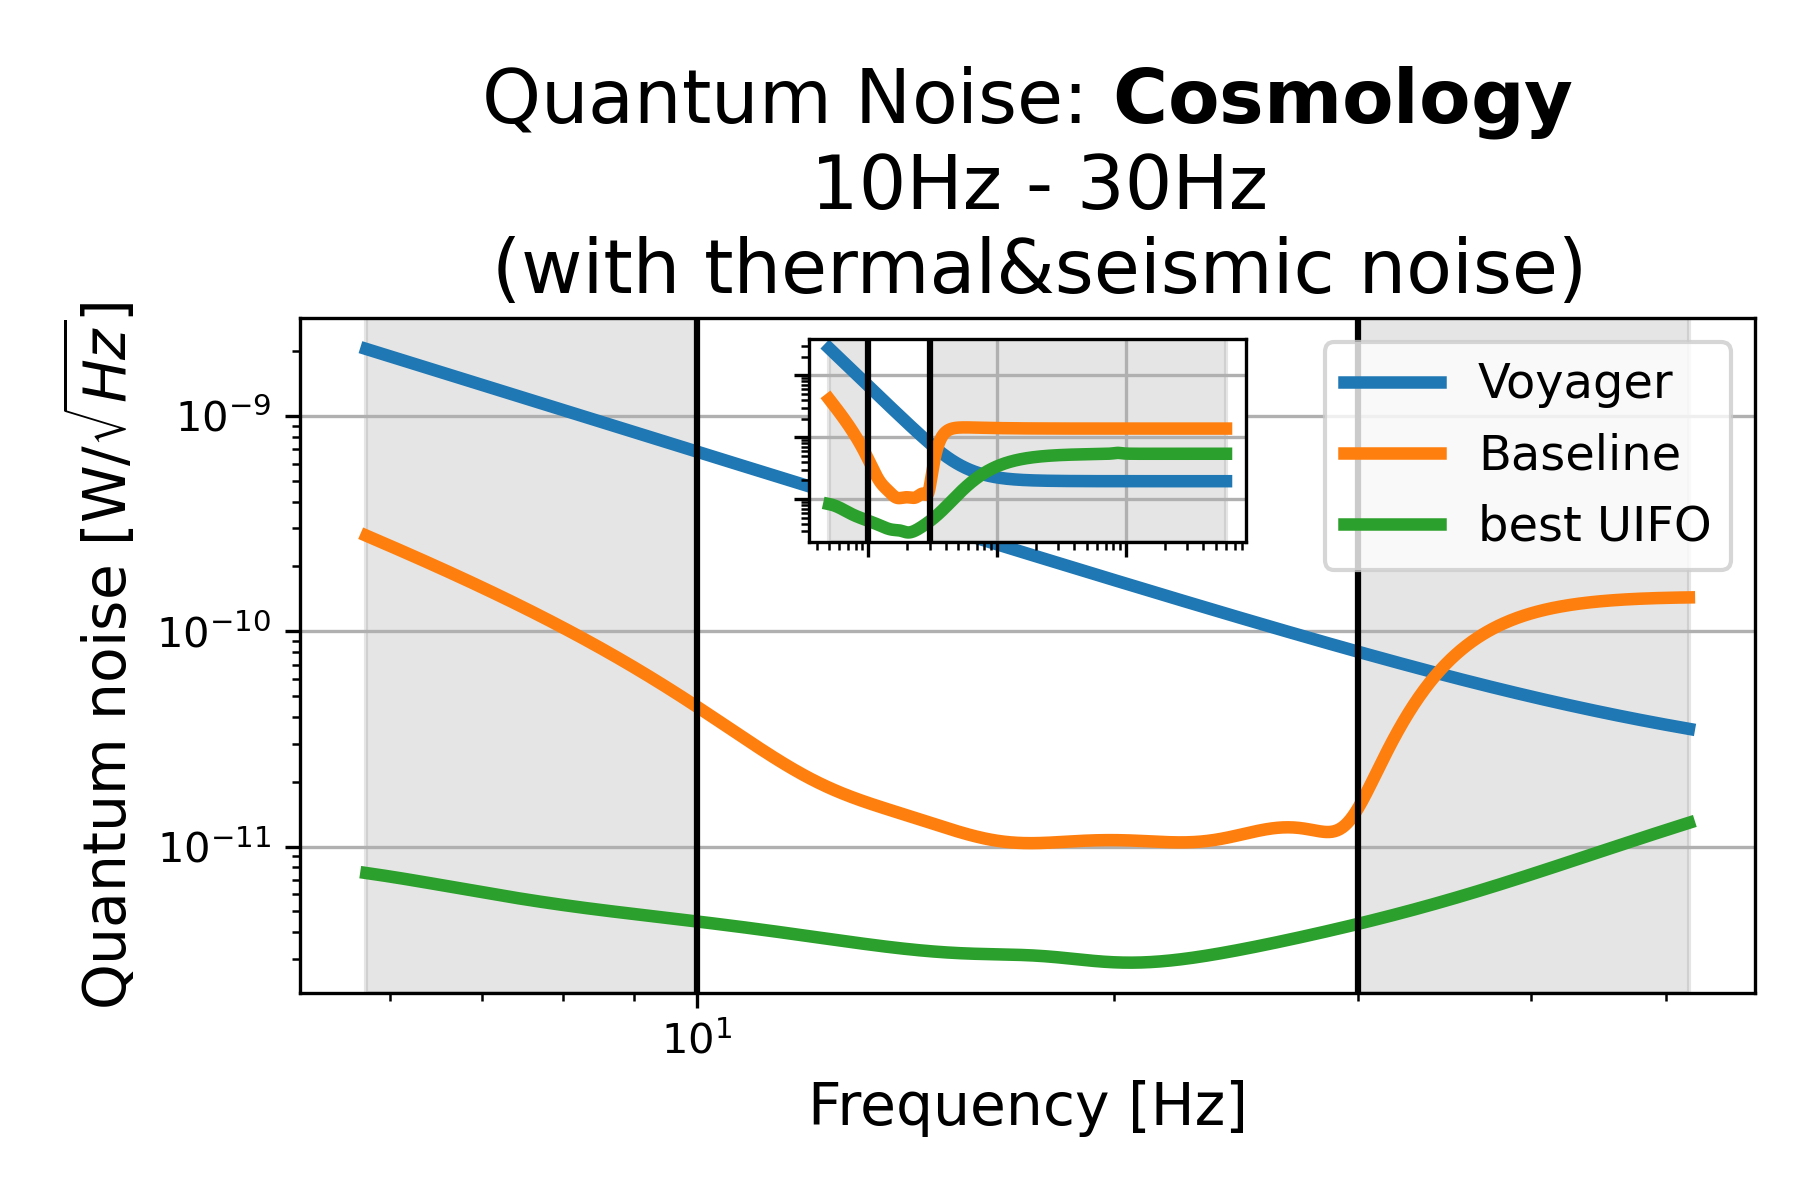 Quantum Noise: Cosmology
10Hz - 30Hz
(with thermal&seismic noise)
Quantum noise [W/√Hz]
10⁻⁹
10⁻¹⁰
10⁻¹¹
Voyager
Baseline
best UIFO
10¹
Frequency [Hz]